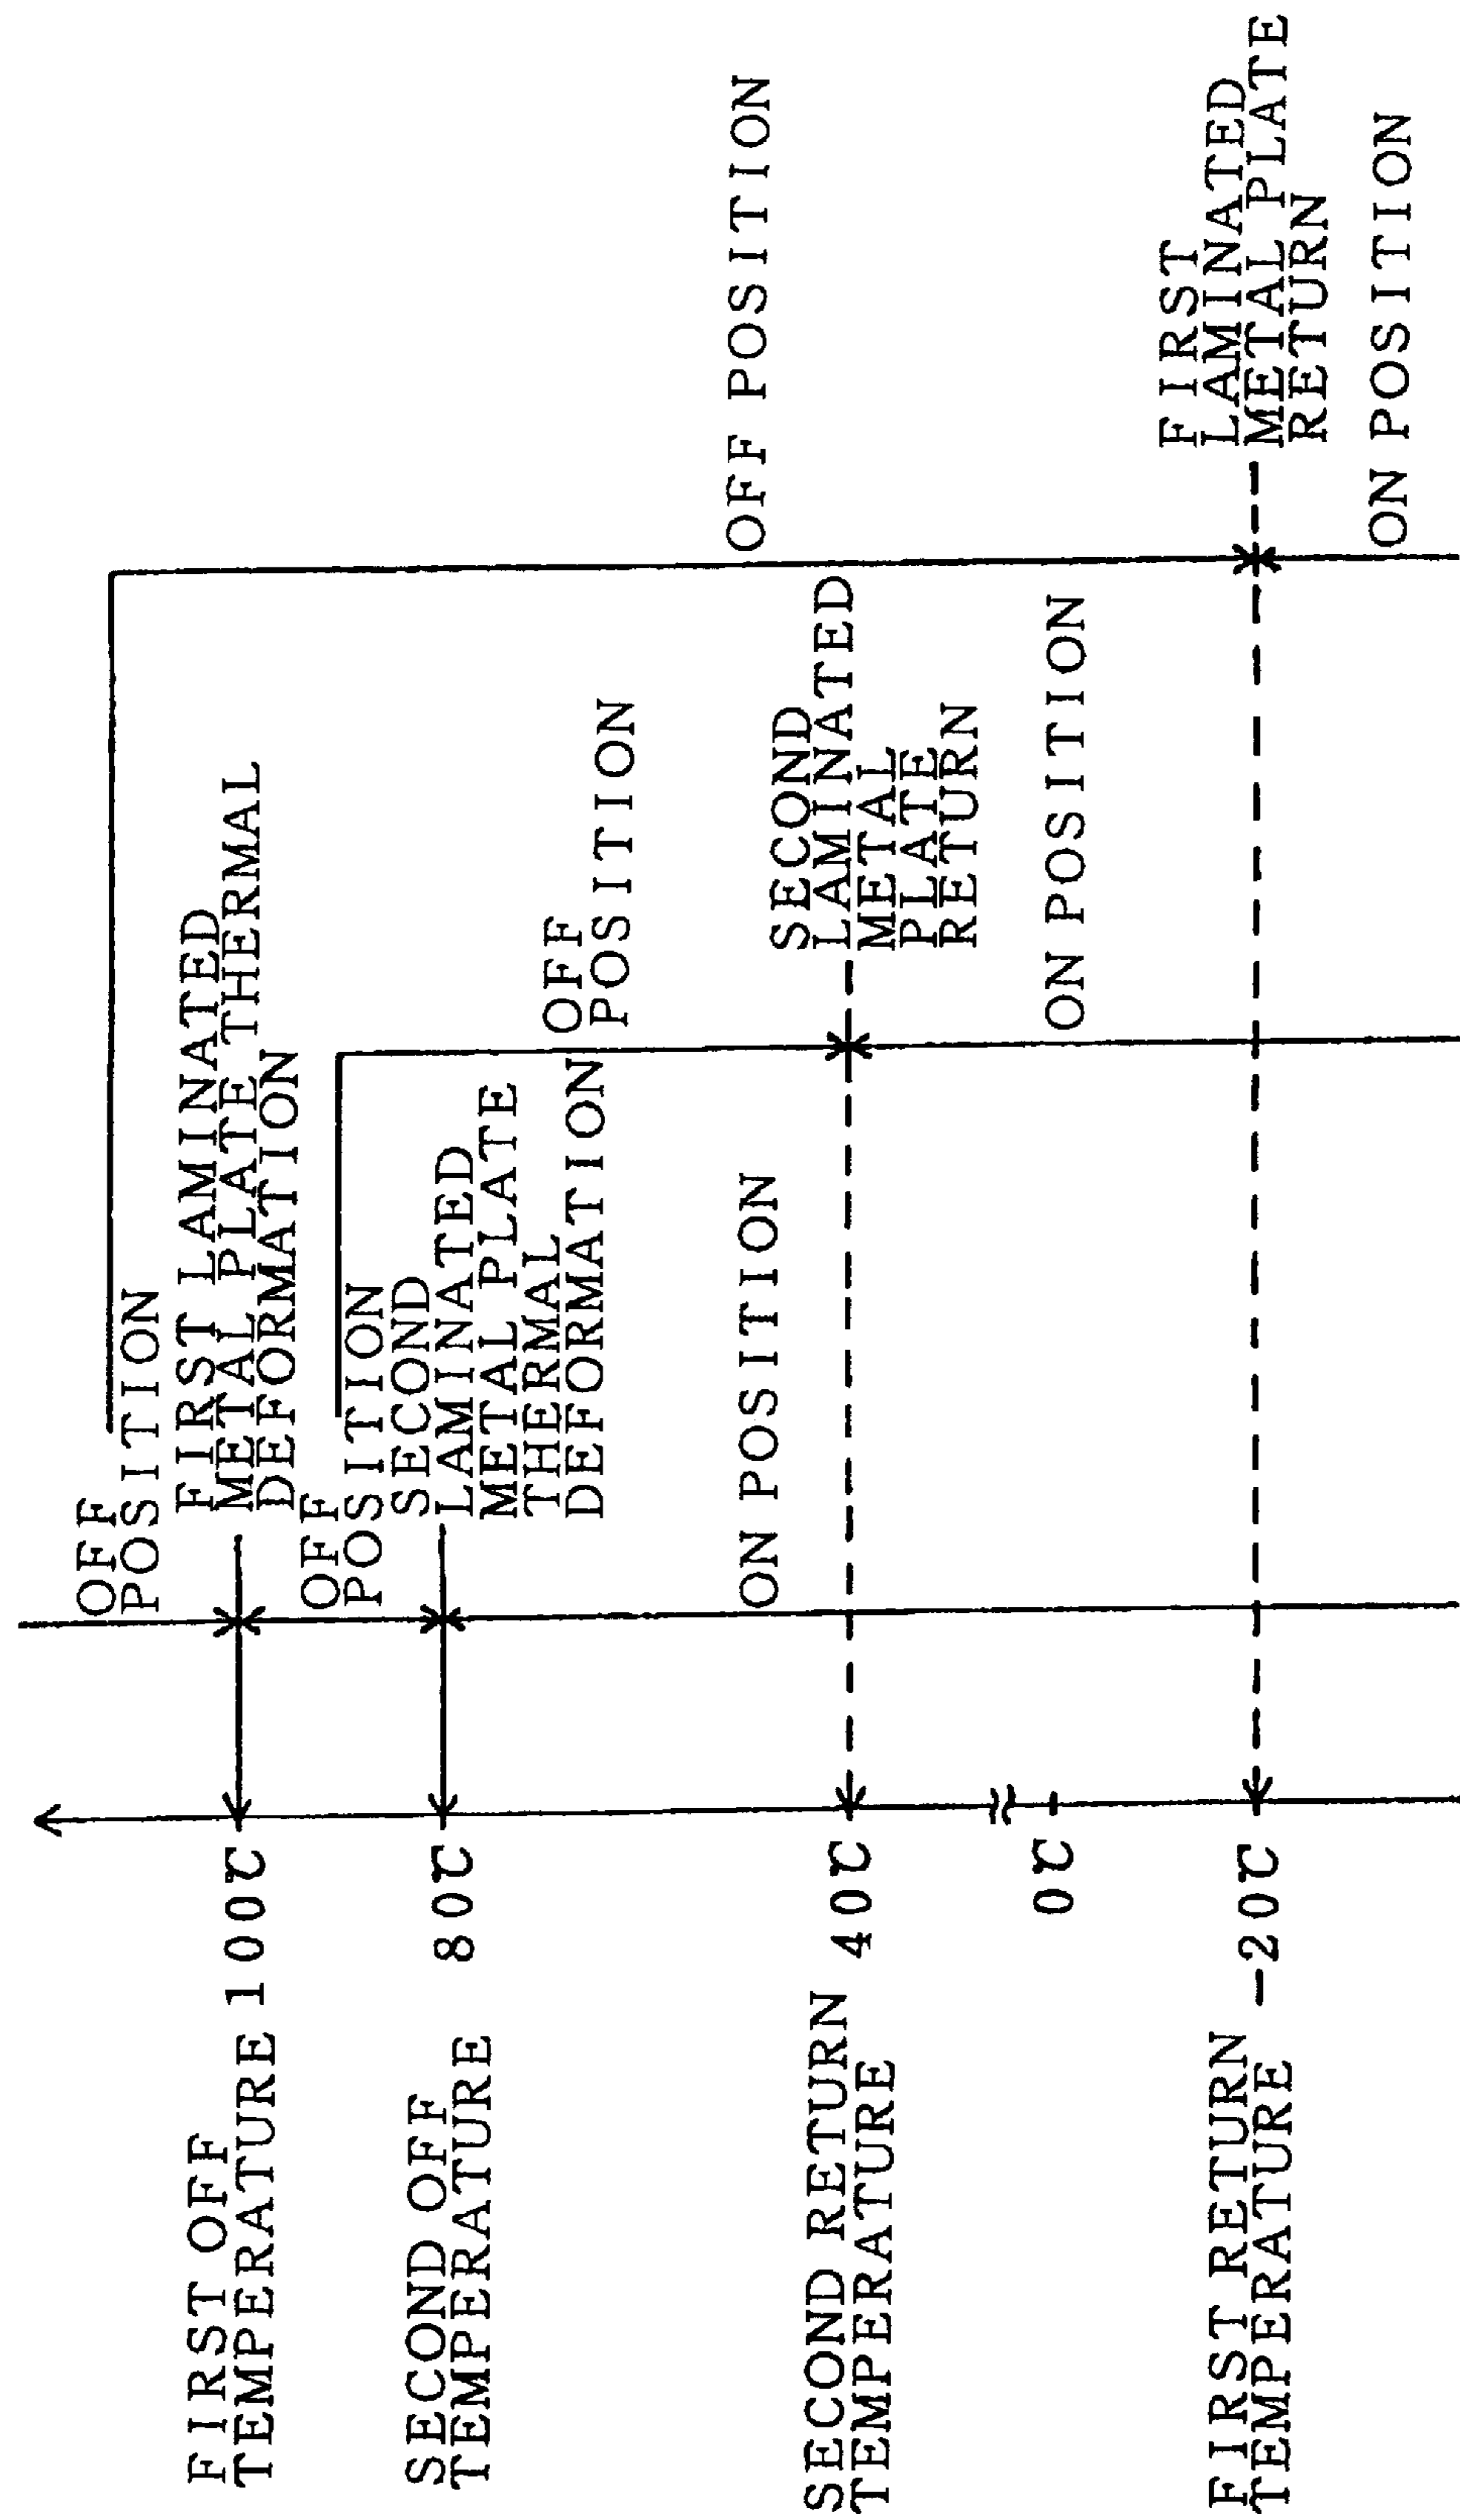 OFF
POSITION
FIRST LAMINATED
METAL PLATE THERMAL
DEFORMATION
FIRST OFF
TEMPERATURE 100℃
OFF
POSITION
SECOND
LAMINATED
METAL PLATE
THERMAL
DEFORMATION
SECOND OFF
TEMPERATURE
80℃
OFF
POSITION
OFF POSITION
ON POSITION
SECOND
LAMINATED
METAL
PLATE
RETURN
SECOND RETURN
TEMPERATURE
40℃
0℃
ON POSITION
FIRST
LAMINATED
METAL PLATE
RETURN
FIRST RETURN
TEMPERATURE
-20℃
ON POSITION